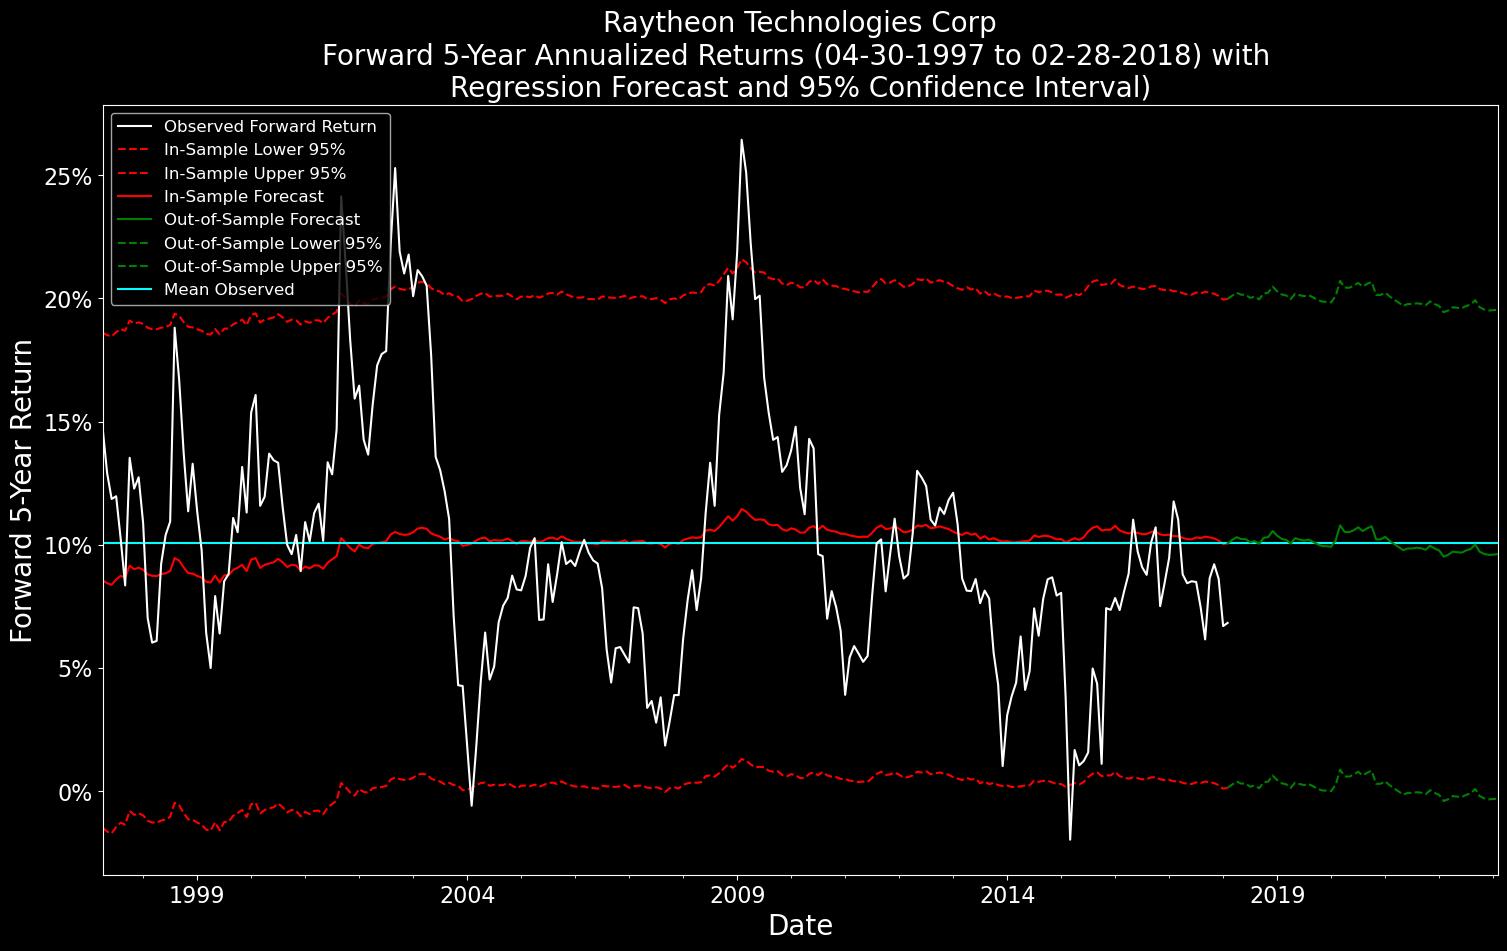 Raytheon Technologies Corp
Forward 5-Year Annualized Returns (04-30-1997 to 02-28-2018) with
Regression Forecast and 95% Confidence Interval)
Observed Forward Return
In-Sample Lower 95%
In-Sample Upper 95%
In-Sample Forecast
Out-of-Sample Forecast
Out-of-Sample Lower 95%
Out-of-Sample Upper 95%
Mean Observed
Forward 5-Year Return
25%
20%
15%
10%
5%
0%
1999
2004
2009
2014
2019
Date